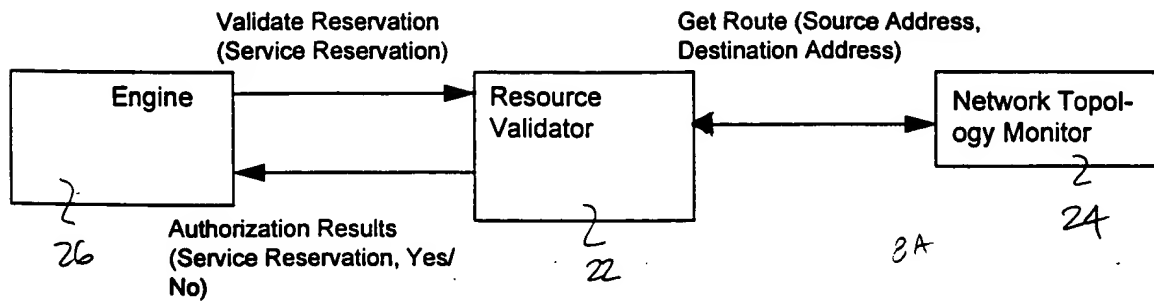 Validate Reservation
(Service Reservation)
Get Route (Source Address,
Destination Address)
Engine
Resource
Validator
Network Topol-
ogy Monitor
Authorization Results
(Service Reservation, Yes/
No)
26
22
24
8A